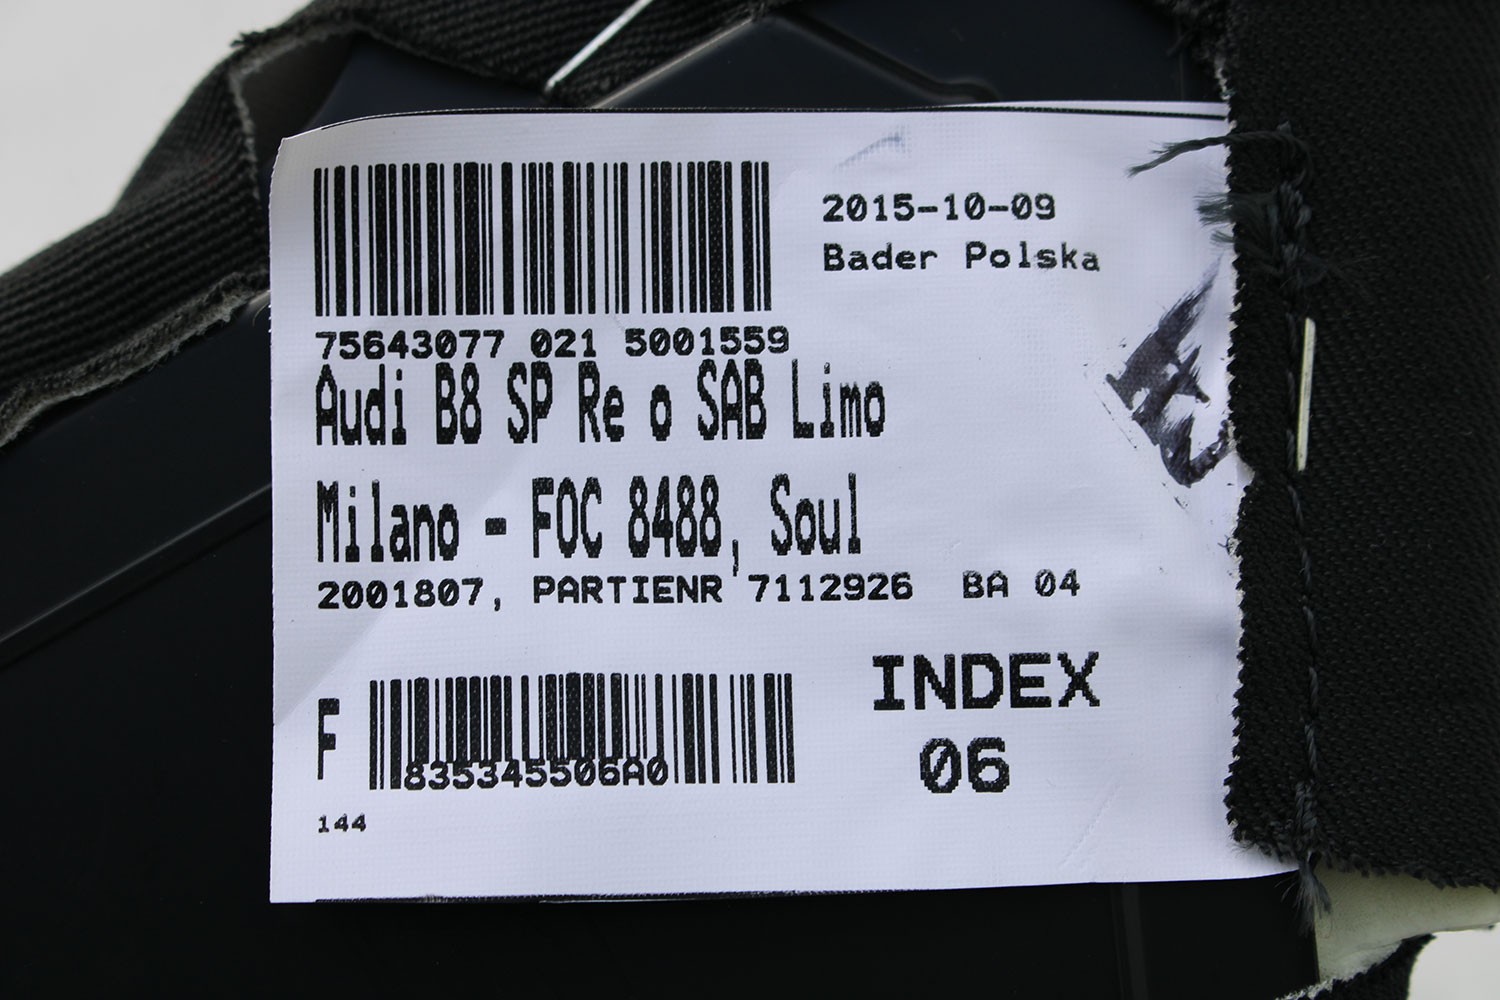 2015-10-09
Bader Polska
75643077 021 5001559
Audi B8 SP Re o SAB Limo
Milano - FOC 8488, Soul
2001807, PARTIENR 7112926 BA 04
INDEX
06
F
835345506A0
144